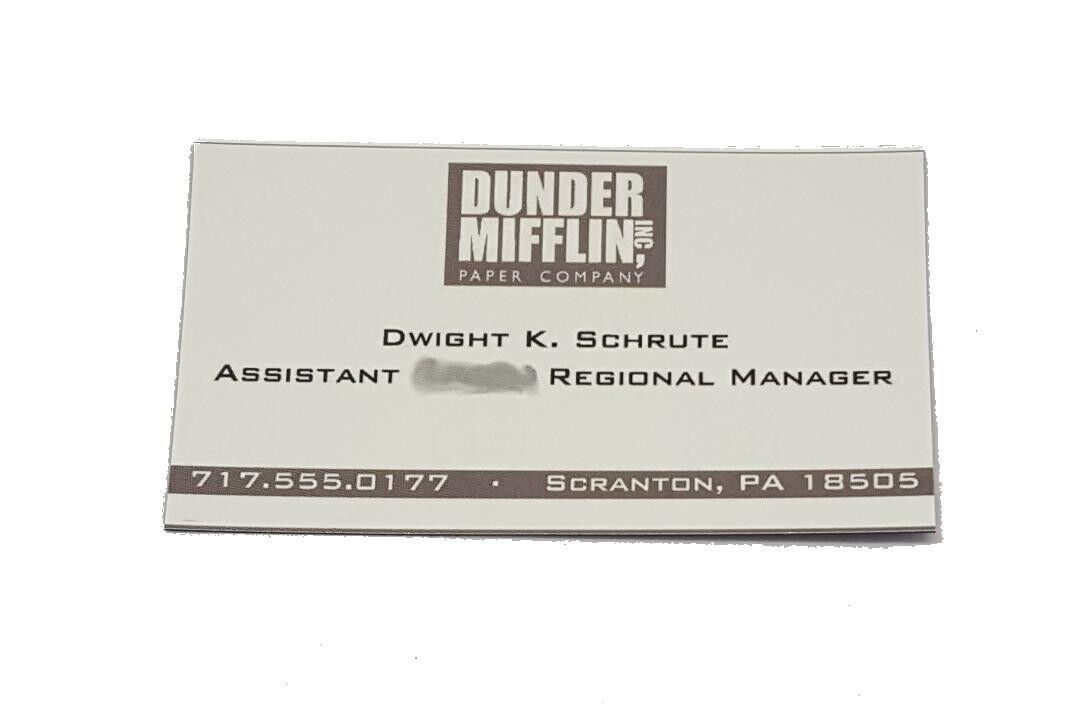 DUNDER
MIFFLIN, INC
PAPER COMPANY
DWIGHT K. SCHRUTE
ASSISTANT REGIONAL MANAGER
717.555.0177 · SCRANTON, PA 18505